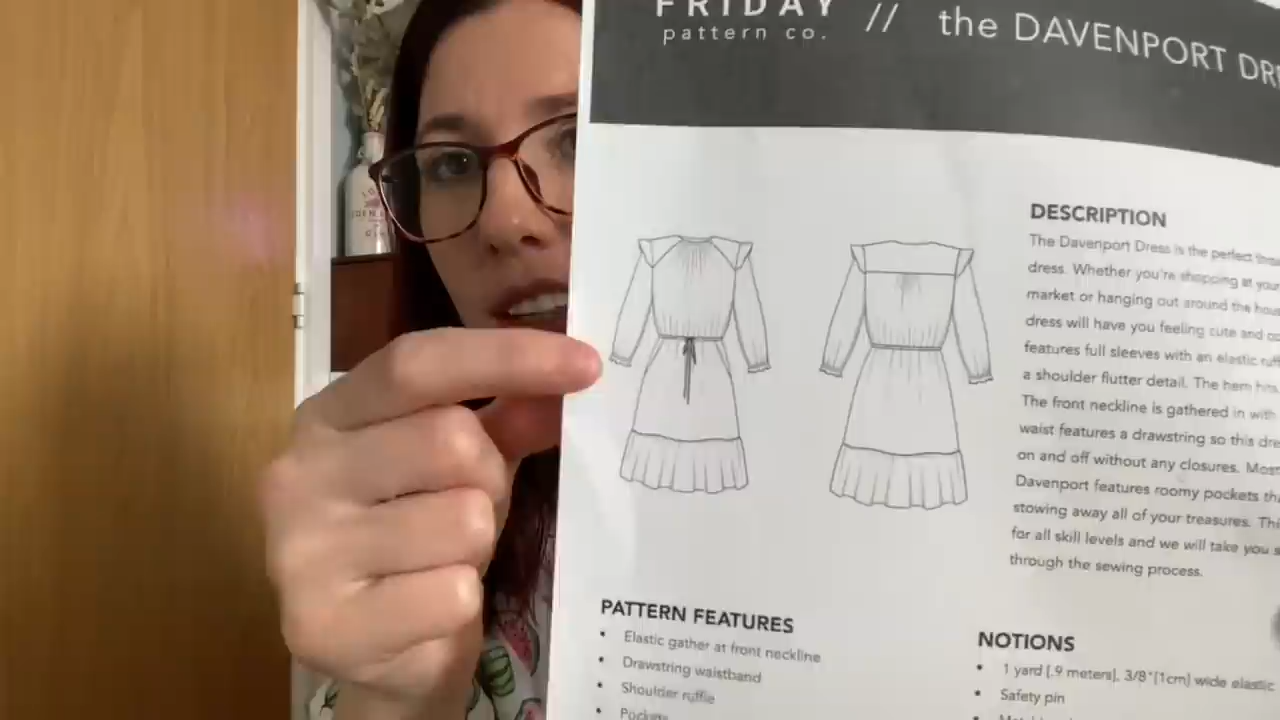 FRIDAY
pattern co.
//
the DAVENPORT
DESCRIPTION
The Davenport Dress is the perfect
dress. Whether you're shopping at your
market or hanging out around the
dress will have you feeling cute and
features full sleeves with an elastic
a shoulder flutter detail. The hem
The front neckline is gathered in with
waist features a drawstring so this
on and off without any closures.
Davenport features roomy pockets
stowing away all of your treasures.
for all skill levels and we will take you
through the sewing process.
PATTERN FEATURES
• Elastic gather at front neckline
• Drawstring waistband
• Shoulder ruffle
• Pockets
NOTIONS
• 1 yard [.9 meters], 3/8"[1cm] wide elastic
• Safety pin